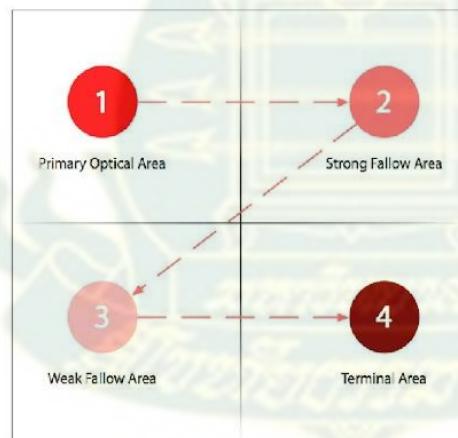 1
2
Primary Optical Area
Strong Fallow Area
3
4
Weak Fallow Area
Terminal Area